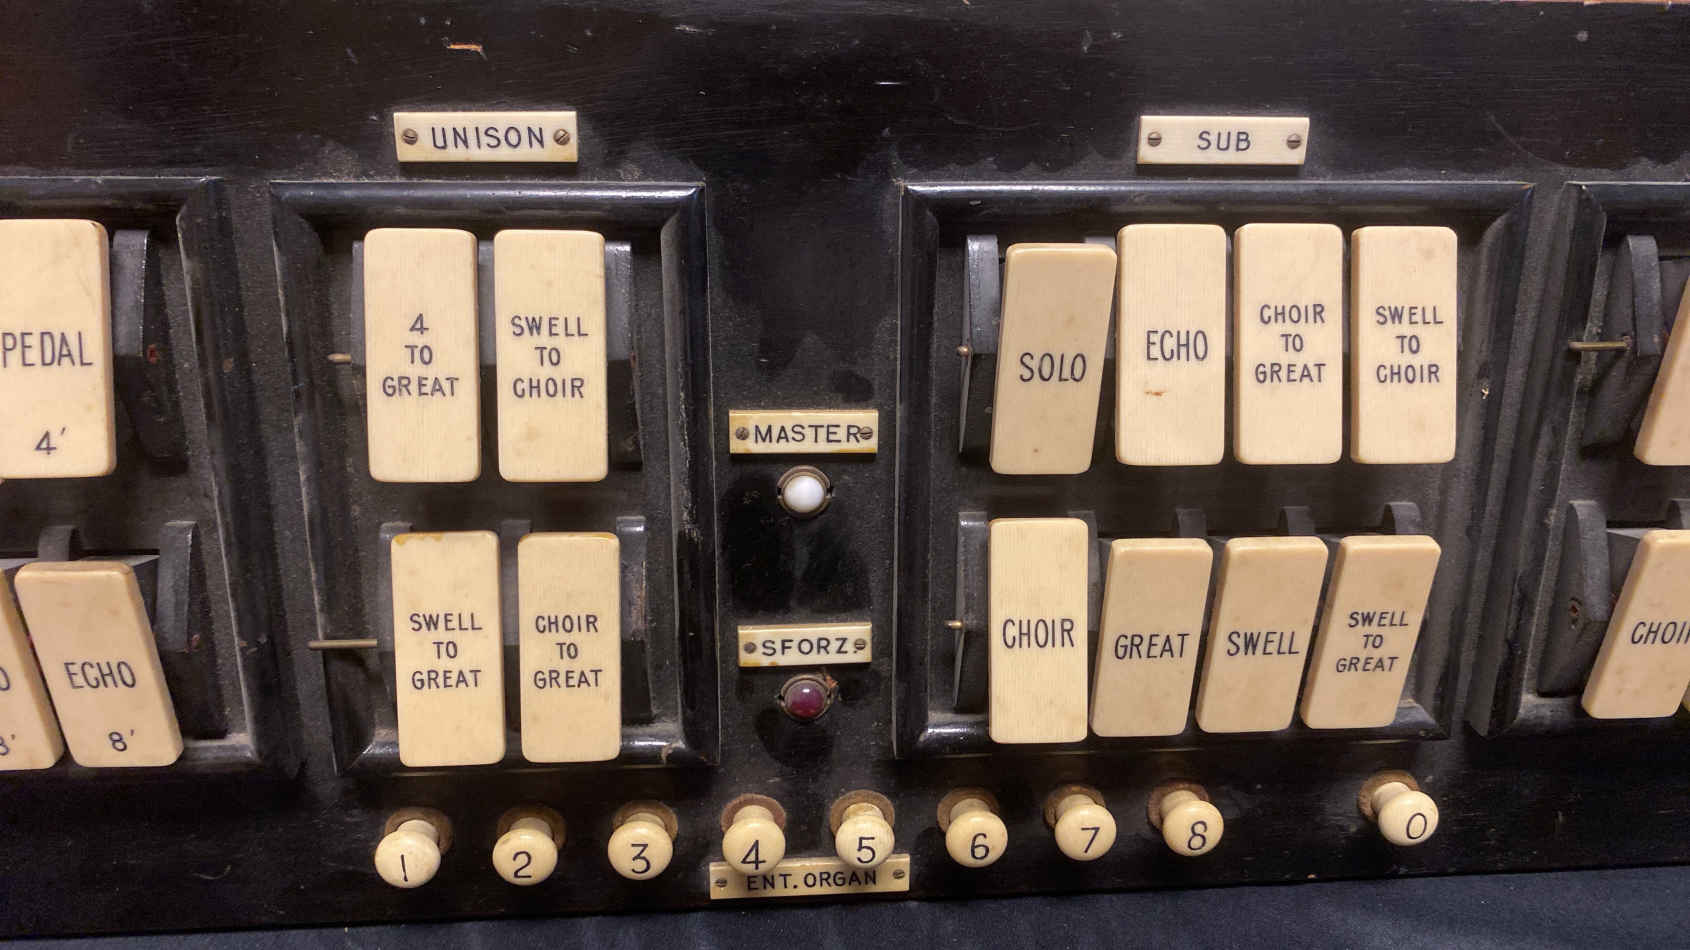 UNISON
SUB
PEDAL
4'
4
TO
GREAT
SWELL
TO
CHOIR
MASTER
SOLO
ECHO
CHOIR
TO
GREAT
SWELL
TO
CHOIR
ECHO
8'
SWELL
TO
GREAT
CHOIR
TO
GREAT
SFORZ.
CHOIR
GREAT
SWELL
SWELL
TO
GREAT
CHOIR
1
2
3
4
5
6
7
8
0
ENT. ORGAN